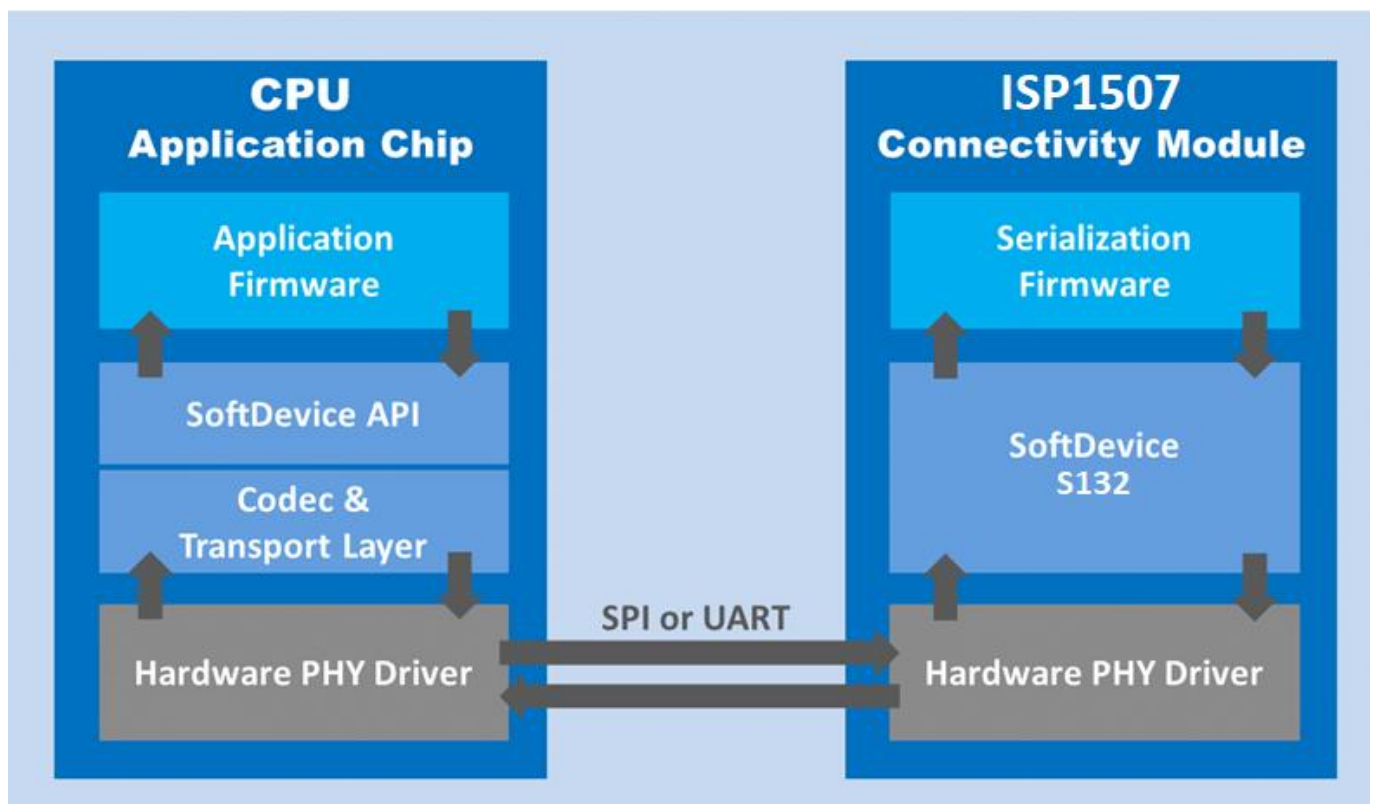 CPU
Application Chip
Application
Firmware
SoftDevice API
Codec &
Transport Layer
Hardware PHY Driver
SPI or UART
ISP1507
Connectivity Module
Serialization
Firmware
SoftDevice
S132
Hardware PHY Driver